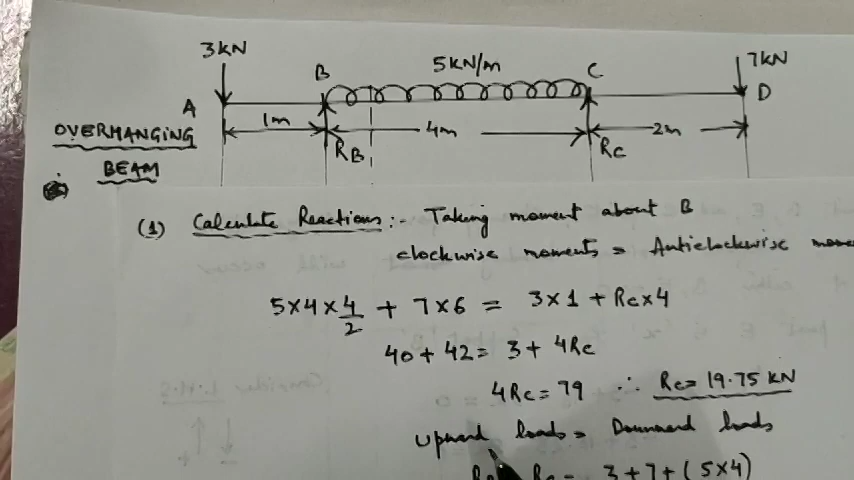 3kN
B
5kN/m
C
7kN
A
D
1m
4m
2m
RB
RC
OVERHANGING
BEAM
(1) Calculate Reactions:- Taking moment about B
clockwise moments = Anticlockwise
5×4×4/2 + 7×6 = 3×1 + Rc×4
40 + 42 = 3 + 4Rc
4Rc = 79 ∴ Rc = 19.75 kN
Upward loads = Downward loads
Rc = 3+7+(5×4)